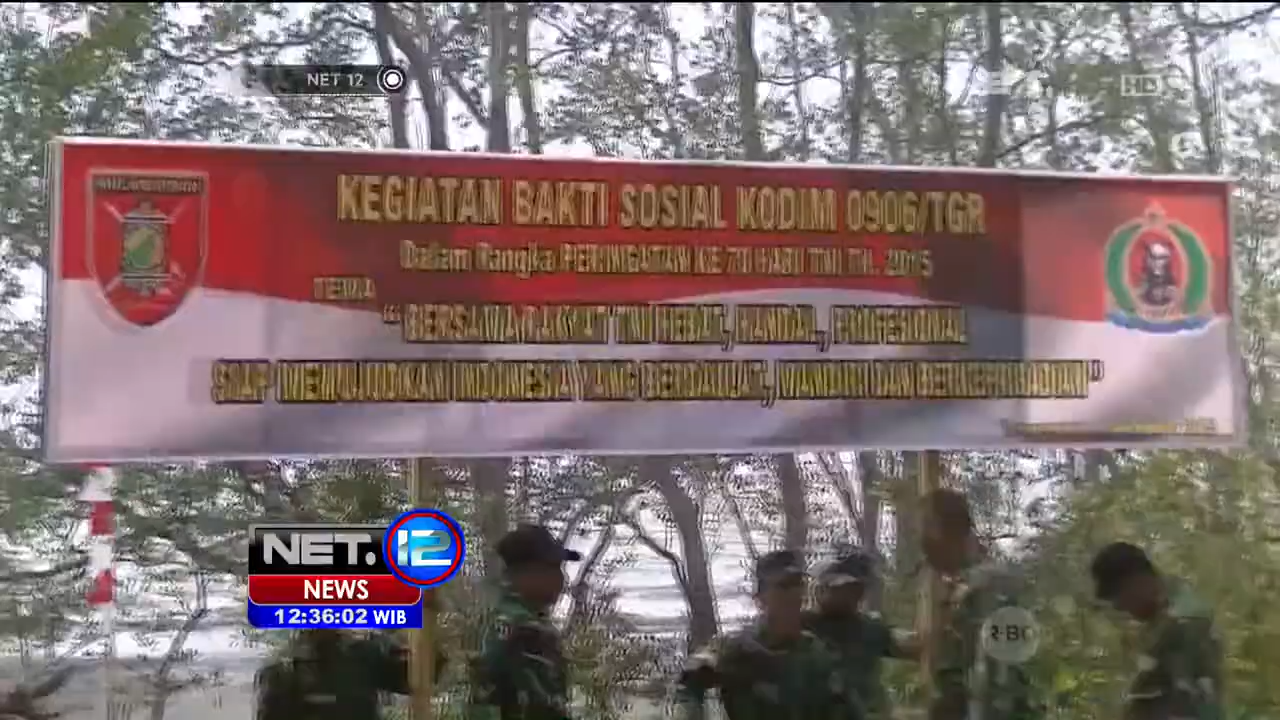 NET 12
HD
KEGIATAN BAKTI SOSIAL KODIM 0906/TGR
Dalam Rangka PERINGATAN KE 70 HARI TNI TH. 2015
TEMA
“ BERSAMA RAKYAT TNI HEBAT, HANDAL, PROFESIONAL
SIAP MEWUJUDKAN INDONESIA YANG BERDAULAT, MANDIRI DAN BERKEPRIBADIAN”
NET. 12
NEWS
12:36:02 WIB